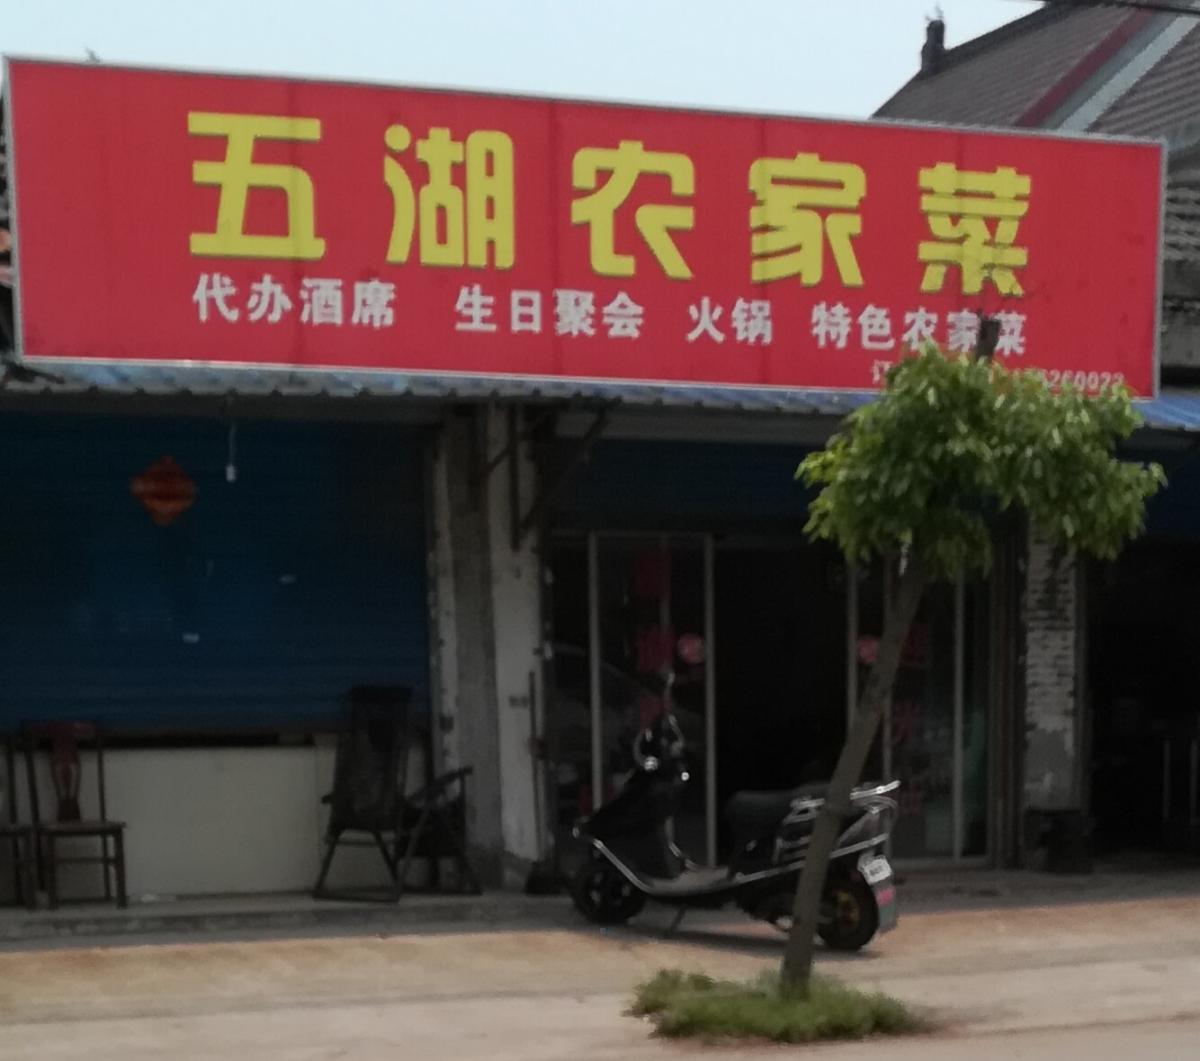 五湖农家菜
代办酒席 生日聚会 火锅 特色农家菜
订